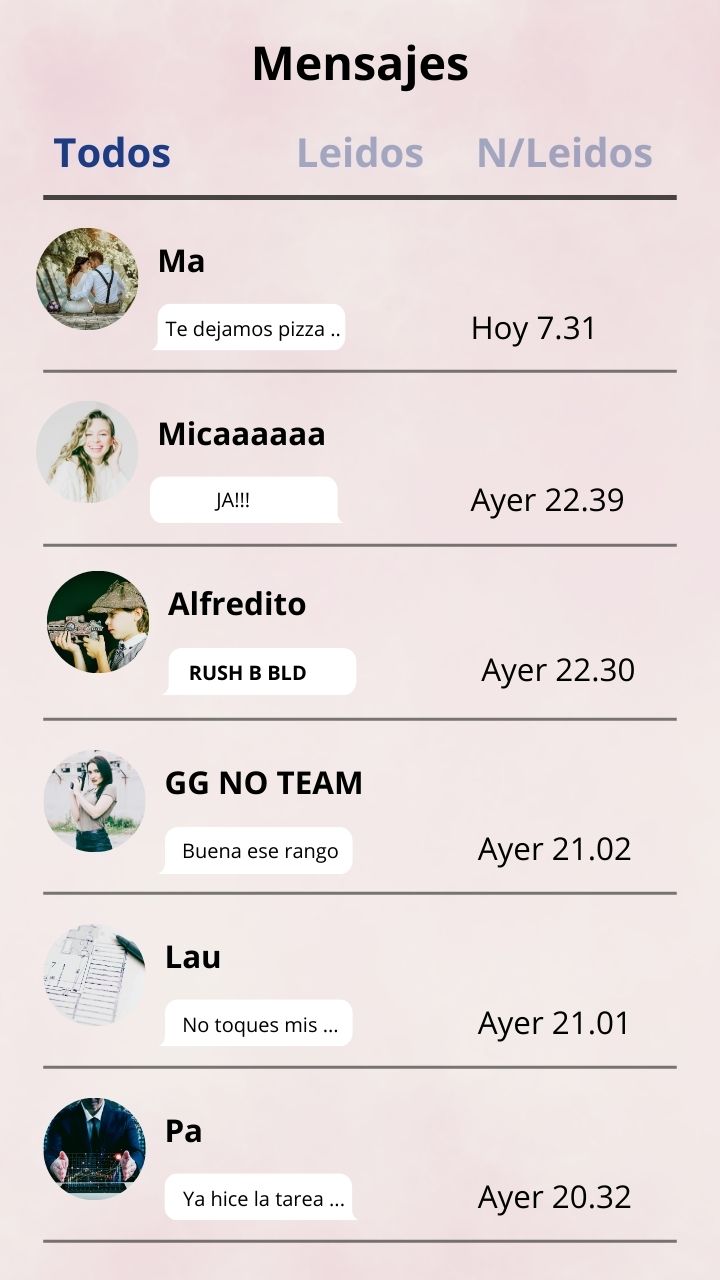 Mensajes
Todos Leidos N/Leidos
Ma
Te dejamos pizza .. Hoy 7.31
Micaaaaaa
JA!!! Ayer 22.39
Alfredito
RUSH B BLD Ayer 22.30
GG NO TEAM
Buena ese rango Ayer 21.02
Lau
No toques mis ... Ayer 21.01
Pa
Ya hice la tarea ... Ayer 20.32